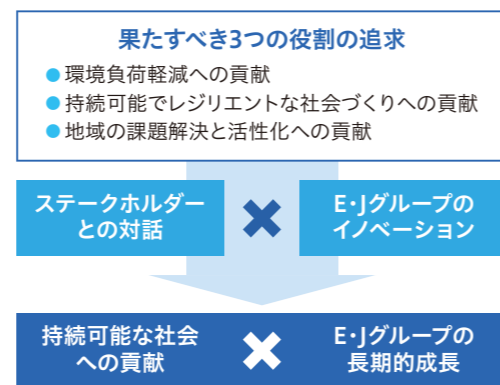 果たすべき3つの役割の追求
●環境負荷軽減への貢献
●持続可能でレジリエントな社会づくりへの貢献
●地域の課題解決と活性化への貢献
ステークホルダー
との対話
×
E・Jグループの
イノベーション
持続可能な社会
への貢献
×
E・Jグループの
長期的成長